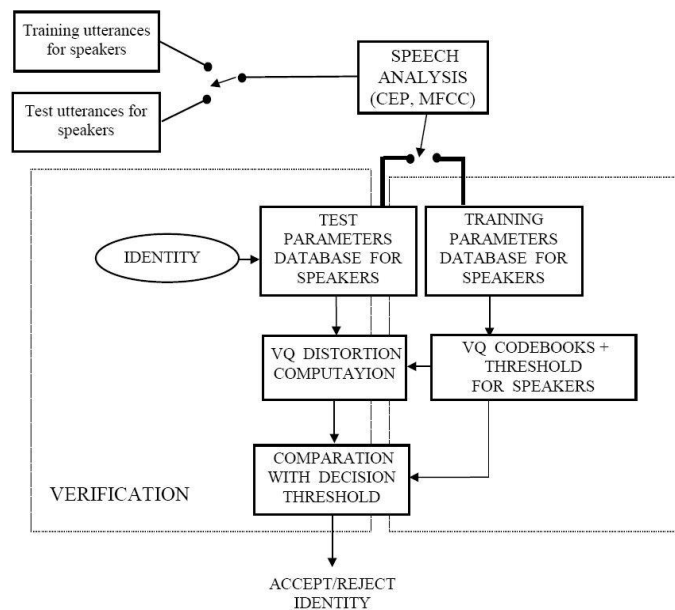 Training utterances
for speakers
Test utterances for
speakers
SPEECH
ANALYSIS
(CEP, MFCC)
IDENTITY
TEST
PARAMETERS
DATABASE FOR
SPEAKERS
TRAINING
PARAMETERS
DATABASE FOR
SPEAKERS
VQ DISTORTION
COMPUTAYION
VQ CODEBOOKS +
THRESHOLD
FOR SPEAKERS
COMPARATION
WITH DECISION
THRESHOLD
VERIFICATION
ACCEPT/REJECT
IDENTITY